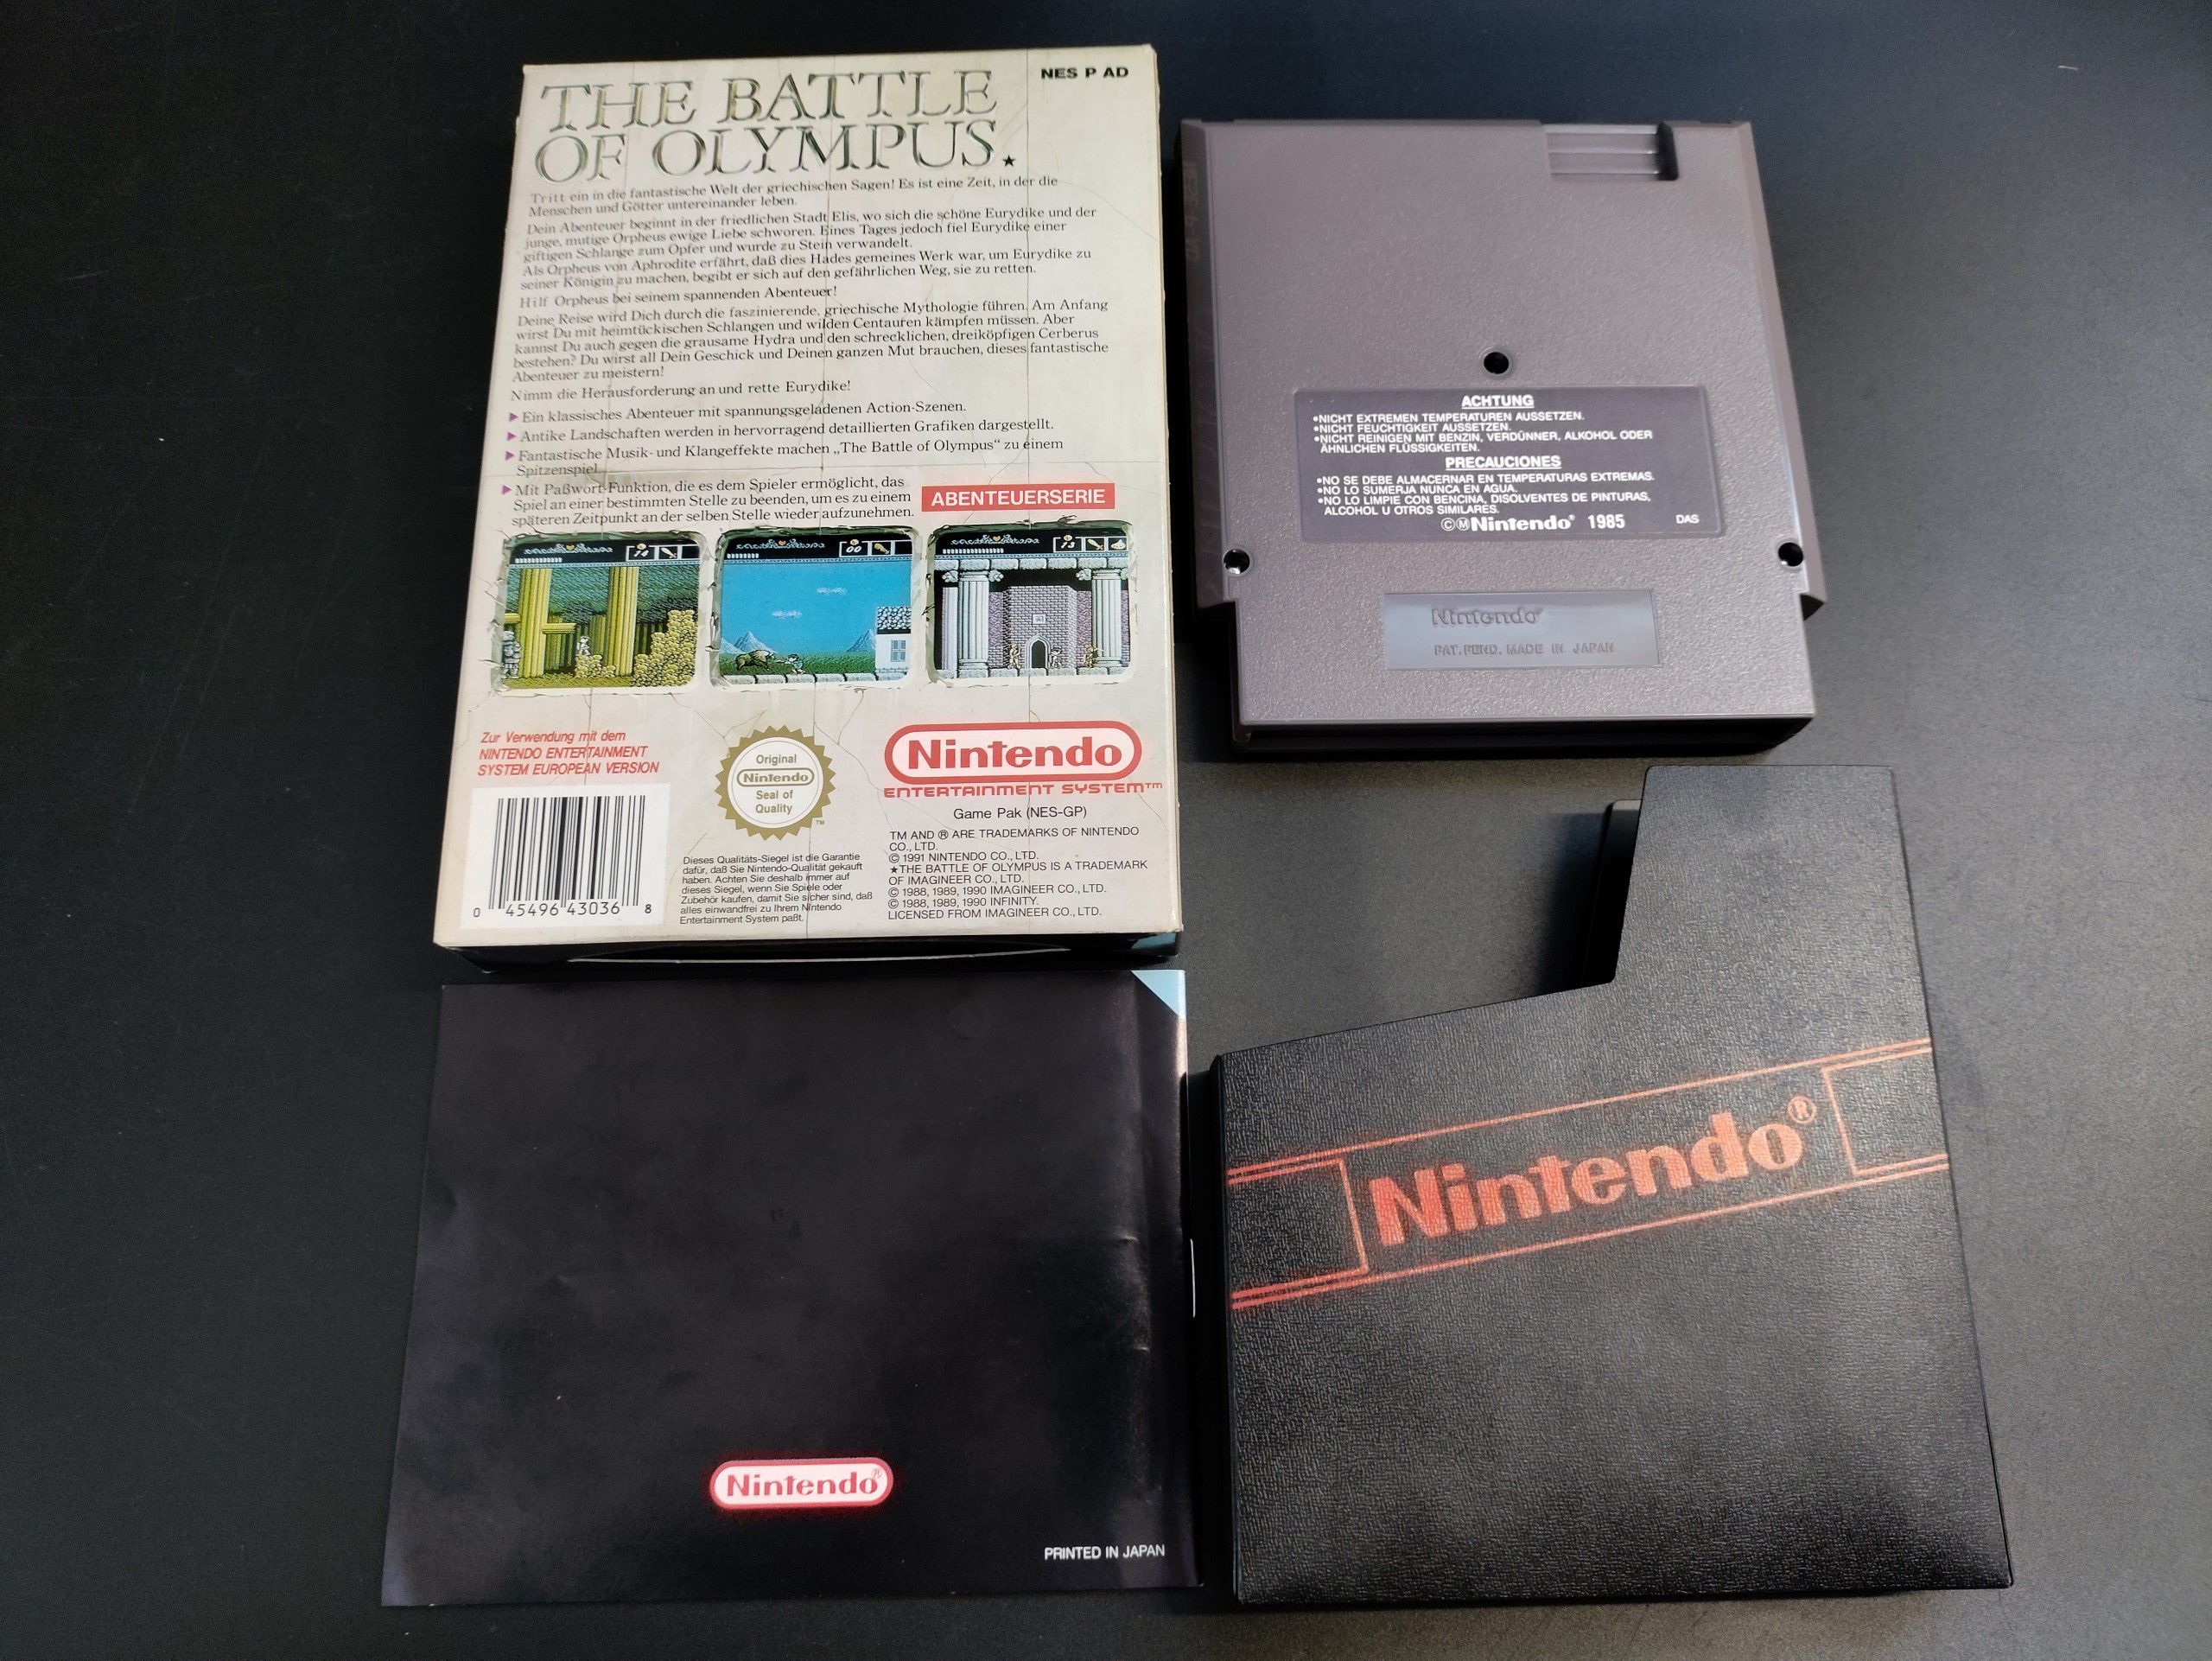 THE BATTLE
OF OLYMPUS.★
NES P AD
Tritt ein in die fantastische Welt der griechischen Sagen! Es ist eine Zeit, in der die
Menschen und Götter untereinander leben.
Dein Abenteuer beginnt in der friedlichen Stadt Elis, wo sich die schöne Eurydike und der
junge, mutige Orpheus ewige Liebe schworen. Eines Tages jedoch fiel Eurydike einer
giftigen Schlange zum Opfer und wurde zu Stein verwandelt.
Als Orpheus von Aphrodite erfährt, daß dies Hades gemeines Werk war, um Eurydike zu
seiner Königin zu machen, begibt er sich auf den gefährlichen Weg, sie zu retten.
Hilf Orpheus bei seinem spannenden Abenteuer!
Deine Reise wird Dich durch die faszinierende, griechische Mythologie führen. Am Anfang
wirst Du mit heimtückischen Schlangen und wilden Centauren kämpfen müssen. Aber
kannst Du auch gegen die grausame Hydra und den schrecklichen, dreiköpfigen Cerberus
bestehen? Du wirst all Dein Geschick und Deinen ganzen Mut brauchen, dieses fantastische
Abenteuer zu meistern!
Nimm die Herausforderung an und rette Eurydike!
▶ Ein klassisches Abenteuer mit spannungsgeladenen Action-Szenen.
▶ Antike Landschaften werden in hervorragend detaillierten Grafiken dargestellt.
▶ Fantastische Musik- und Klangeffekte machen „The Battle of Olympus“ zu einem
Spitzenspiel.
▶ Mit Paßwort-Funktion, die es dem Spieler ermöglicht, das
Spiel an einer bestimmten Stelle zu beenden, um es zu einem
späteren Zeitpunkt an der selben Stelle wieder aufzunehmen.
ABENTEUERSERIE
00
13
Zur Verwendung mit dem
NINTENDO ENTERTAINMENT
SYSTEM EUROPEAN VERSION
0 45496 43036 8
Original
Nintendo
Seal of
Quality
TM
Dieses Qualitäts-Siegel ist die Garantie
dafür, daß Sie Nintendo-Qualität gekauft
haben. Achten Sie deshalb immer auf
dieses Siegel, wenn Sie Spiele oder
Zubehör kaufen, damit Sie sicher sind, daß
alles einwandfrei zu Ihrem Nintendo
Entertainment System paßt.
Nintendo
ENTERTAINMENT SYSTEM™
Game Pak (NES-GP)
TM AND ® ARE TRADEMARKS OF NINTENDO
CO., LTD.
© 1991 NINTENDO CO., LTD.
★THE BATTLE OF OLYMPUS IS A TRADEMARK
OF IMAGINEER CO., LTD.
© 1988, 1989, 1990 IMAGINEER CO., LTD.
© 1988, 1989, 1990 INFINITY.
LICENSED FROM IMAGINEER CO., LTD.
ACHTUNG
•NICHT EXTREMEN TEMPERATUREN AUSSETZEN.
•NICHT FEUCHTIGKEIT AUSSETZEN.
•NICHT REINIGEN MIT BENZIN, VERDÜNNER, ALKOHOL ODER
ÄHNLICHEN FLÜSSIGKEITEN.
PRECAUCIONES
•NO SE DEBE ALMACERNAR EN TEMPERATURAS EXTREMAS.
•NO LO SUMERJA NUNCA EN AGUA.
•NO LO LIMPIE CON BENCINA, DISOLVENTES DE PINTURAS,
ALCOHOL U OTROS SIMILARES.
©ⓂNintendo® 1985 DAS
Nintendo®
PAT. PEND. MADE IN JAPAN
Nintendo®
PRINTED IN JAPAN
Nintendo®